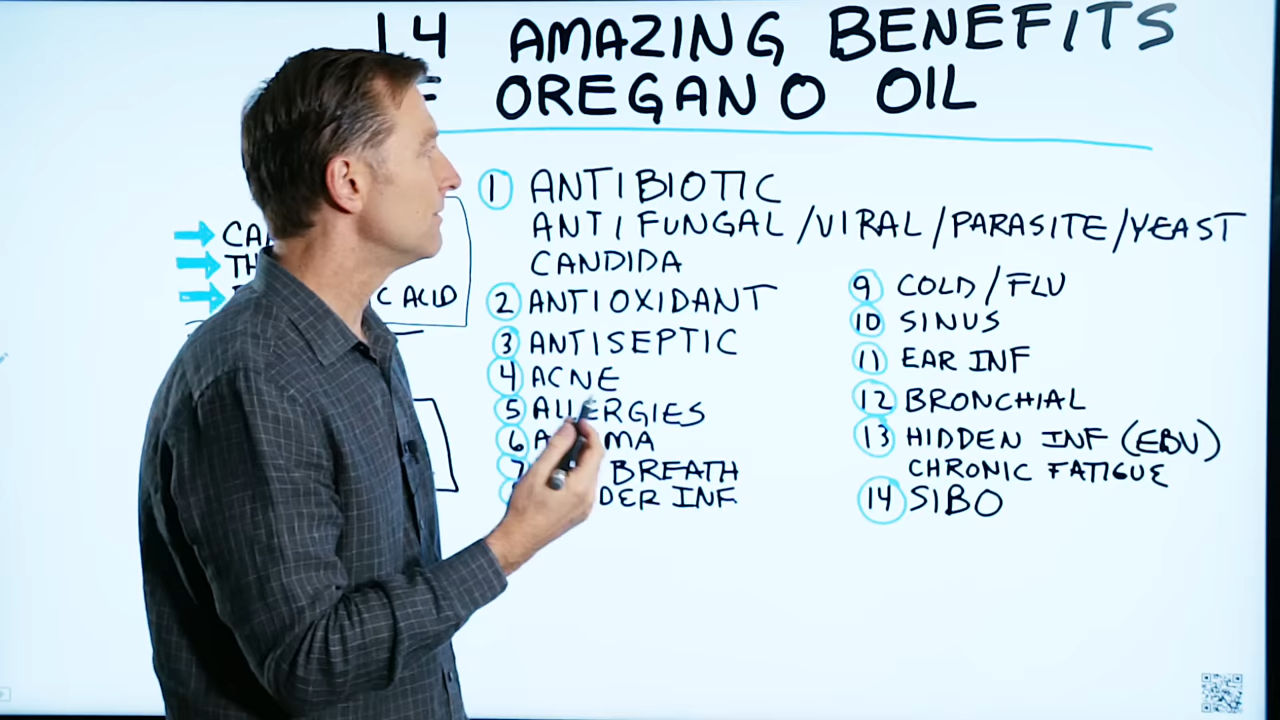 14 AMAZING BENEFITS
OREGANO OIL
C ACID
1 ANTIBIOTIC
ANTIFUNGAL/VIRAL/PARASITE/YEAST
CANDIDA
2 ANTIOXIDANT
3 ANTISEPTIC
4 ACNE
5 ALLERGIES
6
7 BREATH
INF
9 COLD/FLU
10 SINUS
11 EAR INF
12 BRONCHIAL
13 HIDDEN INF (EBV)
CHRONIC FATIGUE
14 SIBO